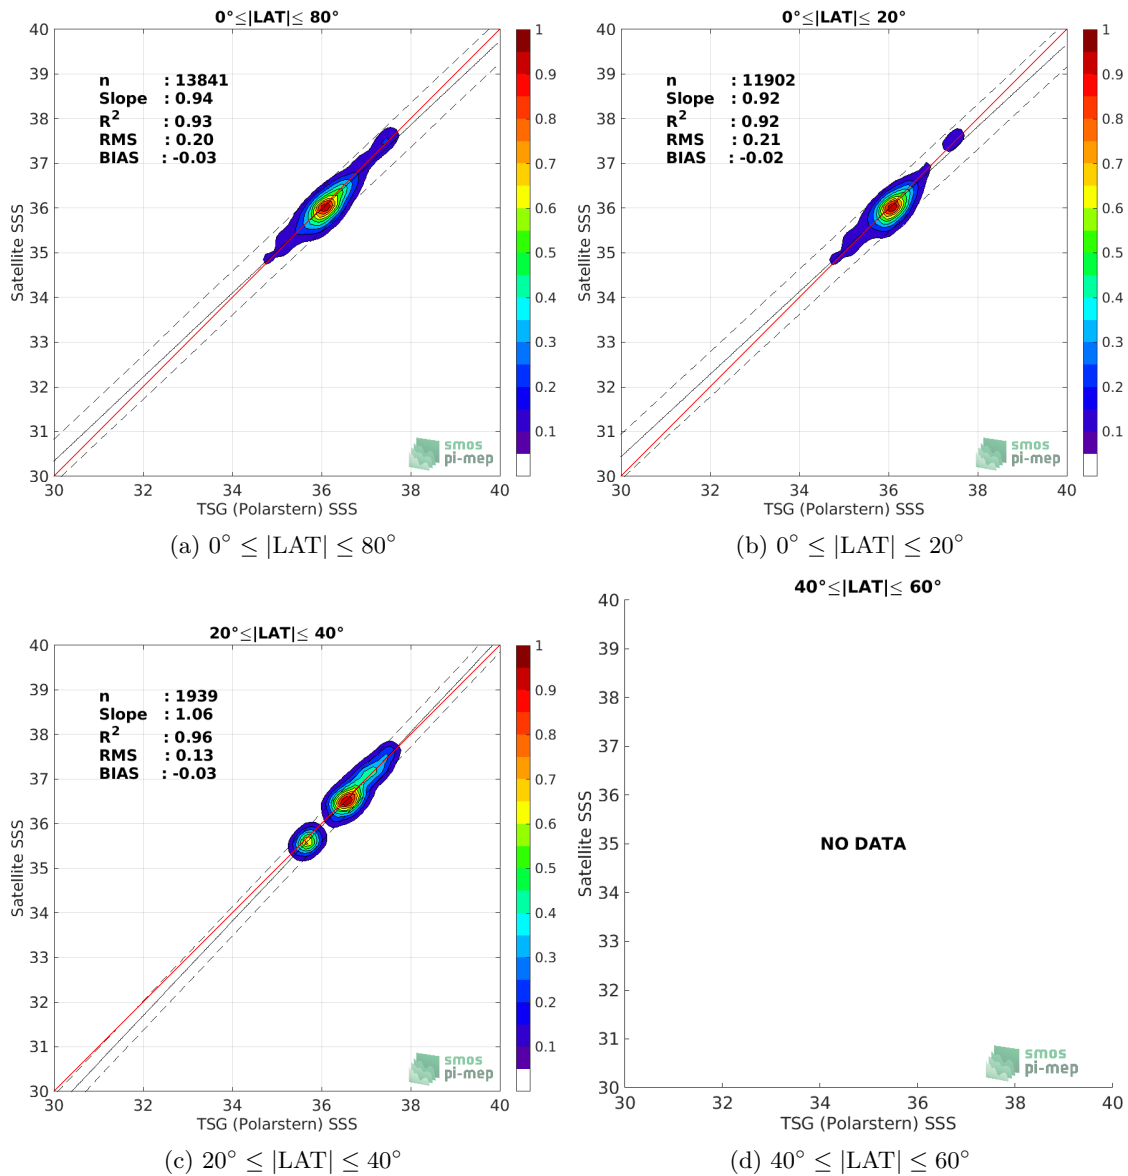 0°≤|LAT|≤ 80°
40
39
38
37
36
35
34
33
32
31
30
Satellite SSS
n : 13841
Slope : 0.94
R² : 0.93
RMS : 0.20
BIAS : -0.03
smos
pi-mep
30 32 34 36 38 40
TSG (Polarstern) SSS
1
0.9
0.8
0.7
0.6
0.5
0.4
0.3
0.2
0.1
(a) 0° ≤ |LAT| ≤ 80°
0°≤|LAT|≤ 20°
40
39
38
37
36
35
34
33
32
31
30
Satellite SSS
n : 11902
Slope : 0.92
R² : 0.92
RMS : 0.21
BIAS : -0.02
smos
pi-mep
30 32 34 36 38 40
TSG (Polarstern) SSS
1
0.9
0.8
0.7
0.6
0.5
0.4
0.3
0.2
0.1
(b) 0° ≤ |LAT| ≤ 20°
20°≤|LAT|≤ 40°
40
39
38
37
36
35
34
33
32
31
30
Satellite SSS
n : 1939
Slope : 1.06
R² : 0.96
RMS : 0.13
BIAS : -0.03
smos
pi-mep
30 32 34 36 38 40
TSG (Polarstern) SSS
1
0.9
0.8
0.7
0.6
0.5
0.4
0.3
0.2
0.1
(c) 20° ≤ |LAT| ≤ 40°
40°≤|LAT|≤ 60°
40
39
38
37
36
35
34
33
32
31
30
Satellite SSS
NO DATA
smos
pi-mep
30 32 34 36 38 40
TSG (Polarstern) SSS
(d) 40° ≤ |LAT| ≤ 60°